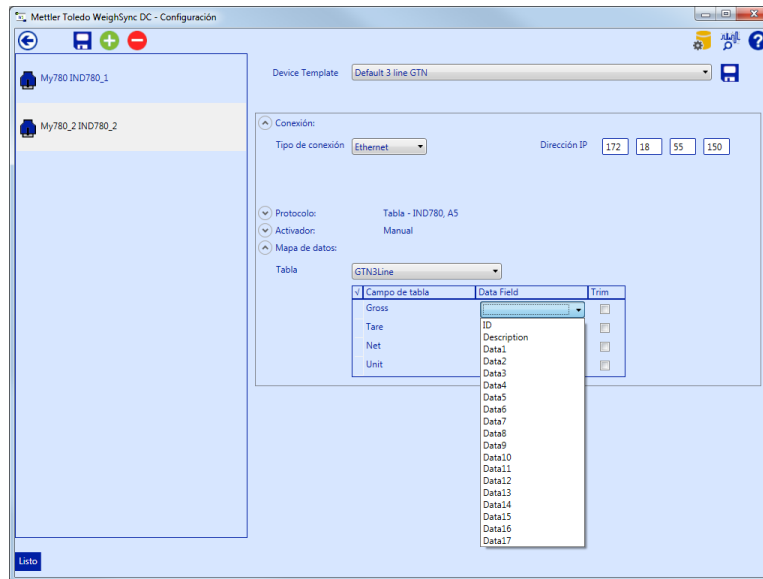 Mettler Toledo WeighSync DC - Configuración
My780 IND780_1
My780_2 IND780_2
Device Template Default 3 line GTN
Conexión:
Tipo de conexión Ethernet Dirección IP 172 18 55 150
Protocolo: Tabla - IND780, A5
Activador: Manual
Mapa de datos:
Tabla GTN3Line
√ Campo de tabla Data Field Trim
Gross
Tare
Net
Unit
ID
Description
Data1
Data2
Data3
Data4
Data5
Data6
Data7
Data8
Data9
Data10
Data11
Data12
Data13
Data14
Data15
Data16
Data17
Listo